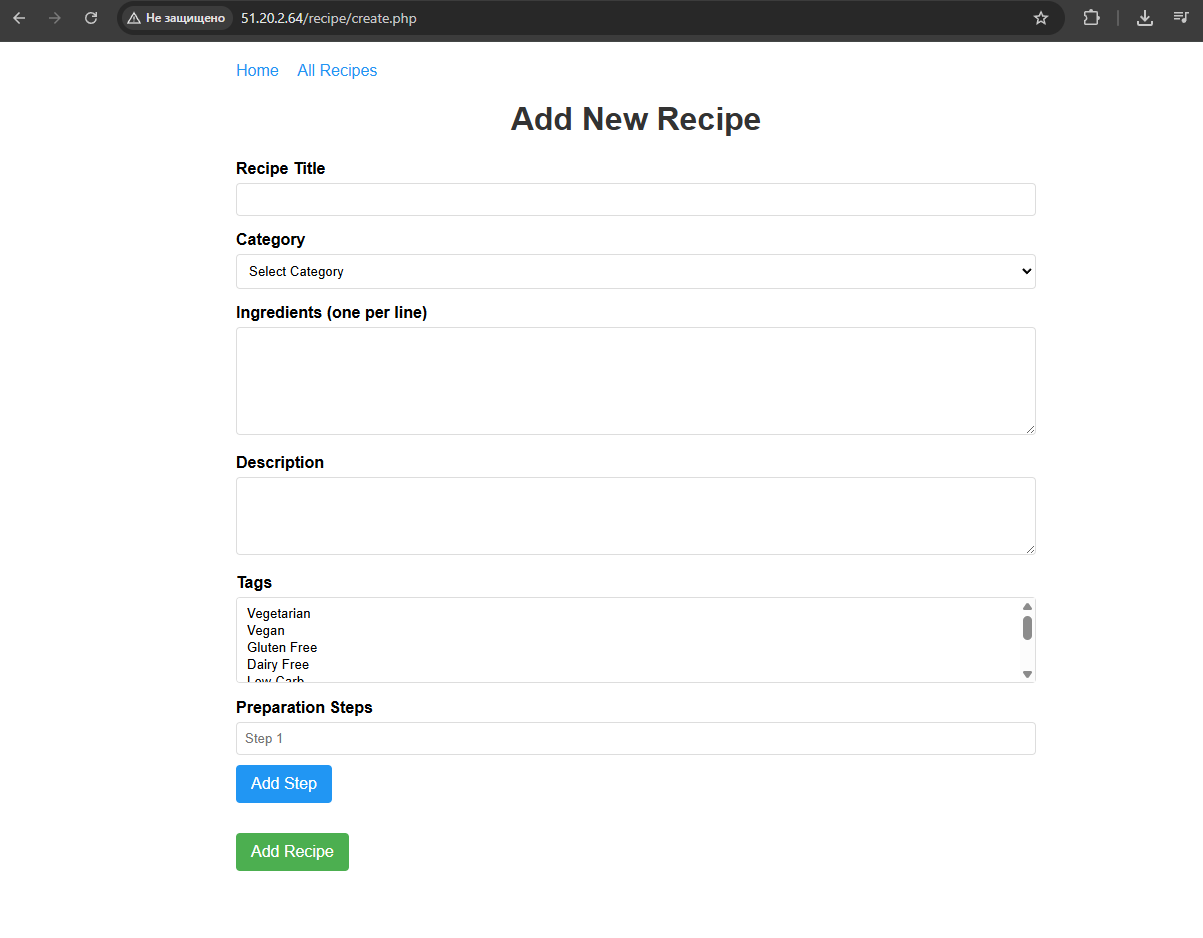 Не защищено 51.20.2.64/recipe/create.php
Home All Recipes
Add New Recipe
Recipe Title
Category
Select Category
Ingredients (one per line)
Description
Tags
Vegetarian
Vegan
Gluten Free
Dairy Free
Low Carb
Preparation Steps
Step 1
Add Step
Add Recipe